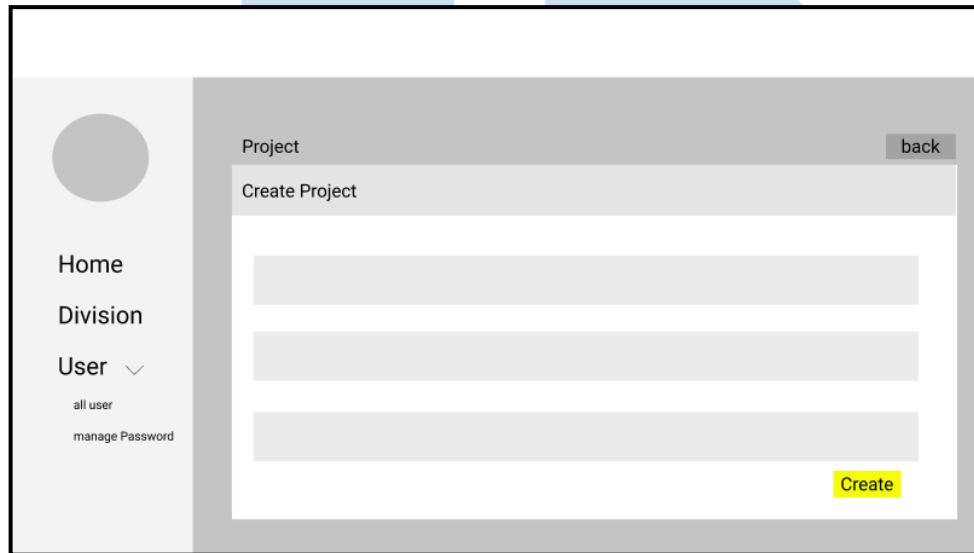 Project
back
Create Project
Home
Division
User
all user
manage Password
Create